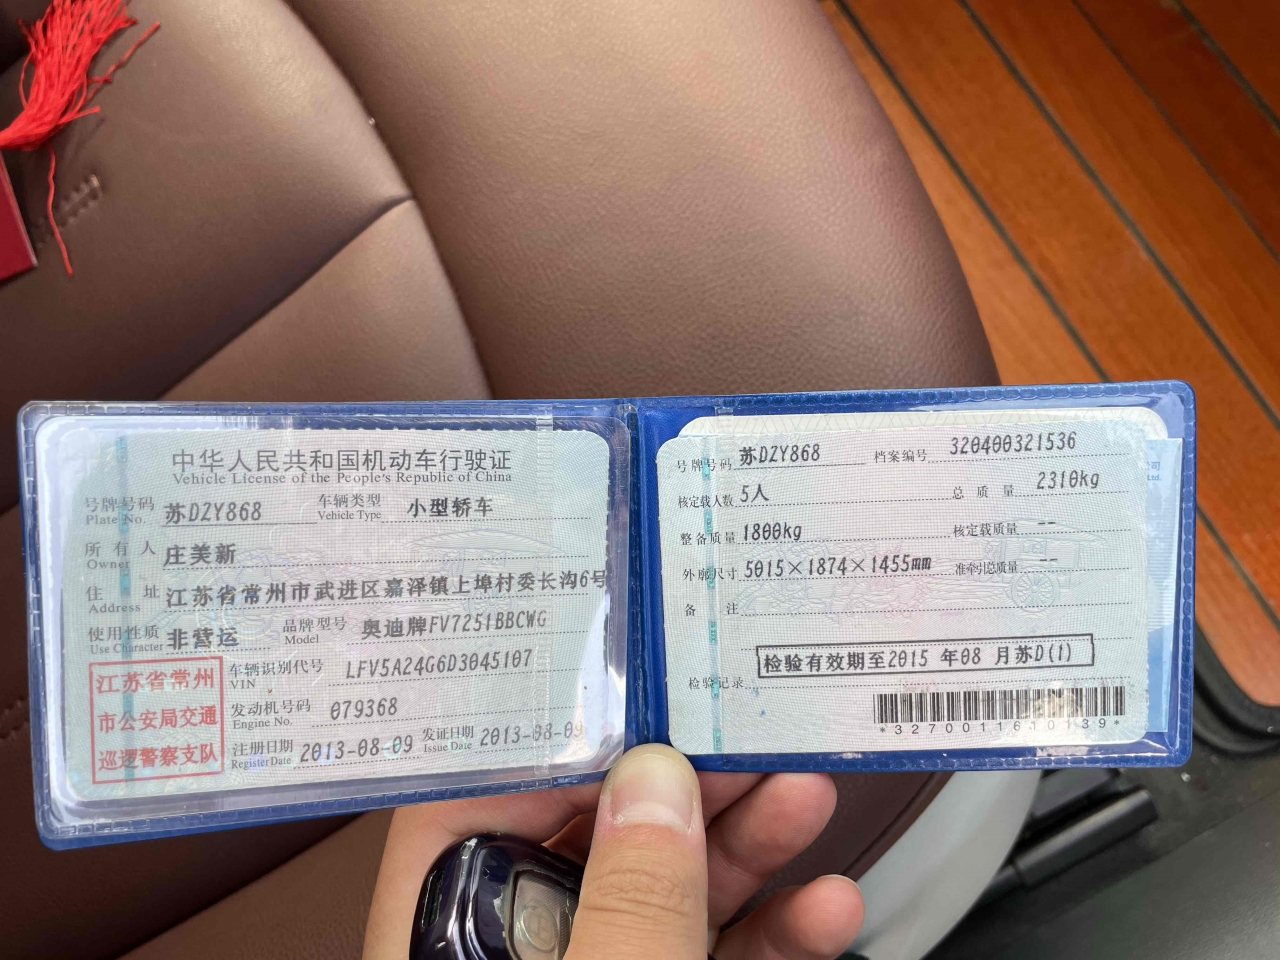 中华人民共和国机动车行驶证
Vehicle License of the People's Republic of China
号牌号码 苏DZY868 车辆类型 小型轿车
Plate No. Vehicle Type
所有人 庄美新
Owner
住址 江苏省常州市武进区嘉泽镇上埠村委长沟6号
Address
使用性质 非营运 品牌型号 奥迪牌FV7251BBCWG
Use Character Model
江苏省常州
市公安局交通
巡逻警察支队
车辆识别代号 LFV5A24G6D3045107
VIN
发动机号码 079368
Engine No.
注册日期 2013-08-09 发证日期 2013-08-09
Register Date Issue Date
号牌号码 苏DZY868 档案编号 320400321536
核定载人数 5人 总质量 2310kg
整备质量 1800kg 核定载质量 --
外廓尺寸 5015×1874×1455mm 准牵引总质量 --
备注
检验有效期至2015 年08 月苏D(1)
检验记录
*3270011610139*